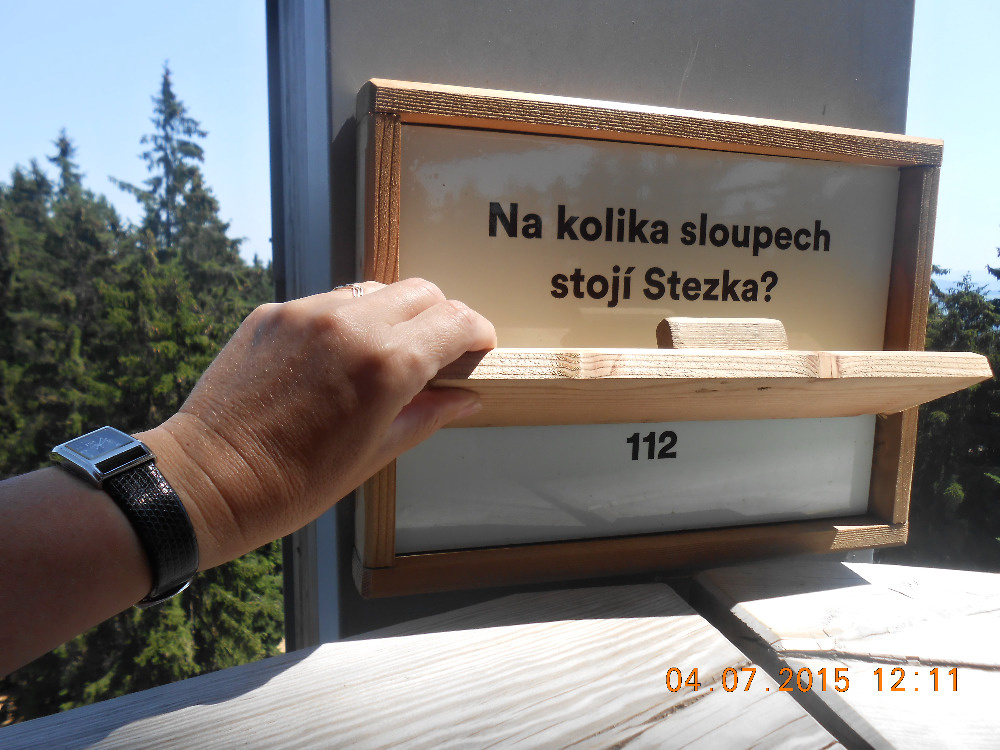 Na kolika sloupech
stojí Stezka?
112
04.07.2015 12:11